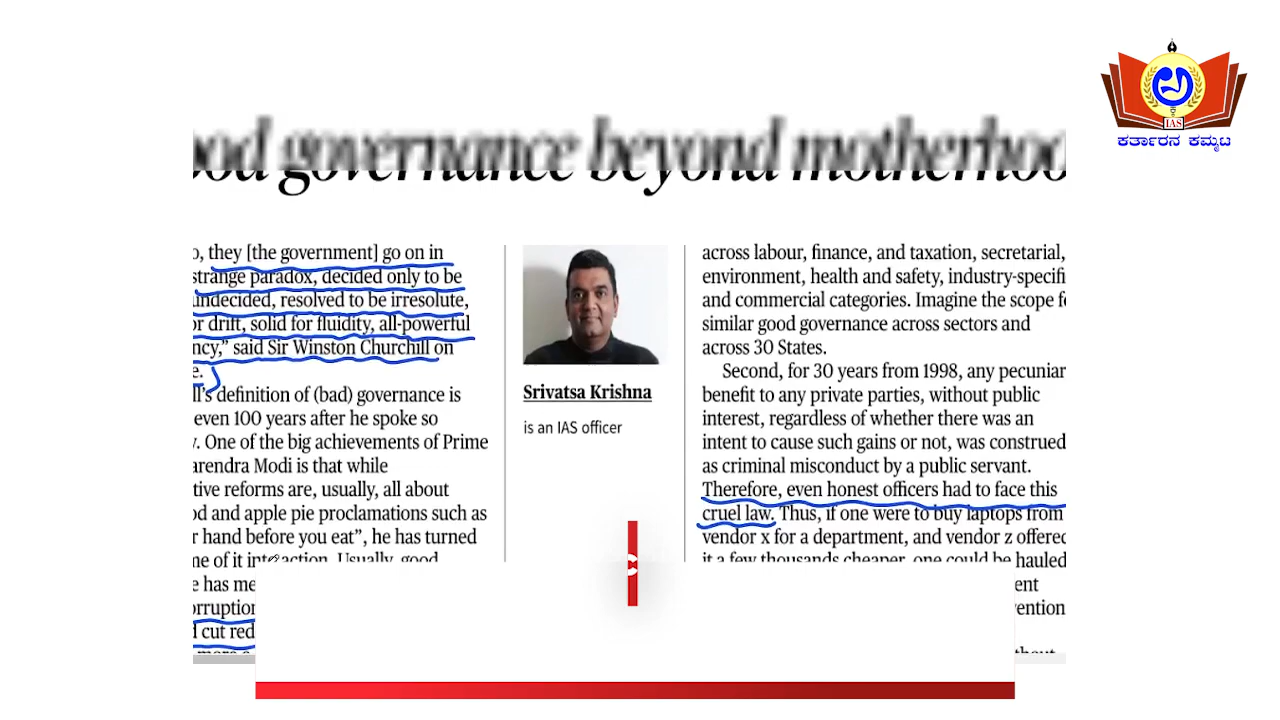 ood governance beyond motherhoo
o, they [the government] go on in
strange paradox, decided only to be
undecided, resolved to be irresolute,
or drift, solid for fluidity, all-powerful
ncy,” said Sir Winston Churchill on
e.
ll’s definition of (bad) governance is
even 100 years after he spoke so
y. One of the big achievements of Prime
arendra Modi is that while
tive reforms are, usually, all about
od and apple pie proclamations such as
r hand before you eat”, he has turned
me of it into action. Usually, good
e has me
orruption
d cut red
Srivatsa Krishna
is an IAS officer
across labour, finance, and taxation, secretarial,
environment, health and safety, industry-specifi
and commercial categories. Imagine the scope fo
similar good governance across sectors and
across 30 States.
Second, for 30 years from 1998, any pecuniar
benefit to any private parties, without public
interest, regardless of whether there was an
intent to cause such gains or not, was construed
as criminal misconduct by a public servant.
Therefore, even honest officers had to face this
cruel law. Thus, if one were to buy laptops from
vendor x for a department, and vendor z offered
it a few thousands cheaper, one could be hauled
ent
vention
IAS
ಕರ್ತಾರನ ಕಮ್ಮಟ